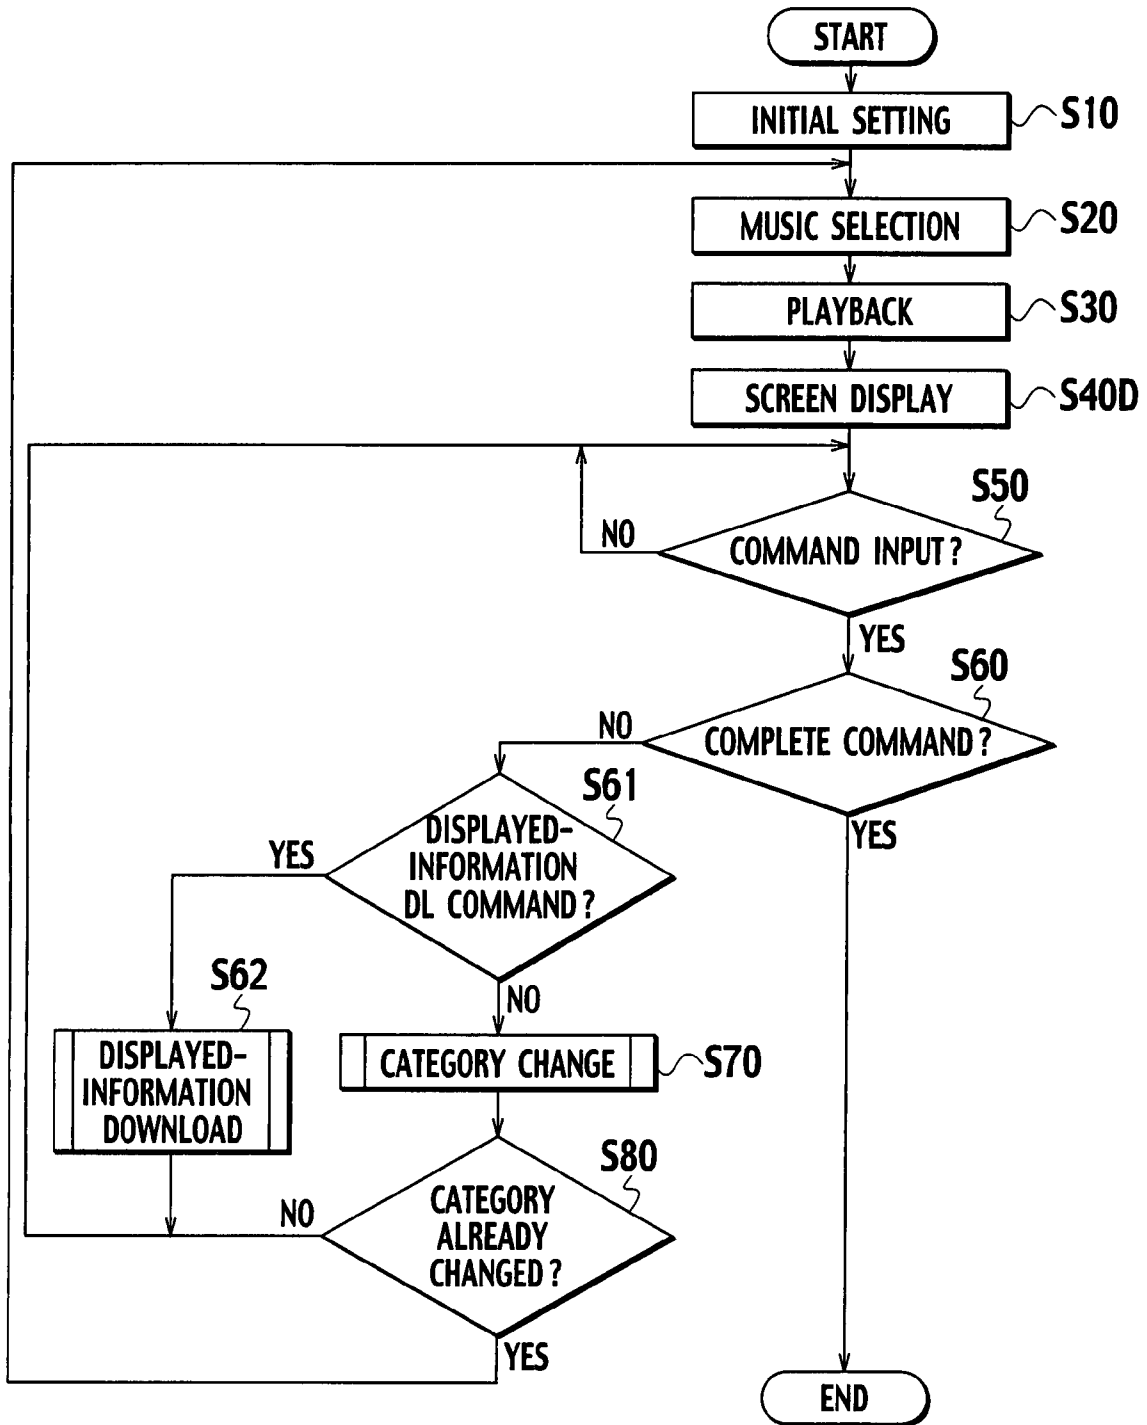 START
INITIAL SETTING
S10
MUSIC SELECTION
S20
PLAYBACK
S30
SCREEN DISPLAY
S40D
S50
NO
COMMAND INPUT?
YES
S60
NO
COMPLETE COMMAND?
S61
YES
YES
DISPLAYED-
INFORMATION
DL COMMAND?
S62
NO
DISPLAYED-
INFORMATION
DOWNLOAD
CATEGORY CHANGE
S70
S80
NO
CATEGORY
ALREADY
CHANGED?
YES
END